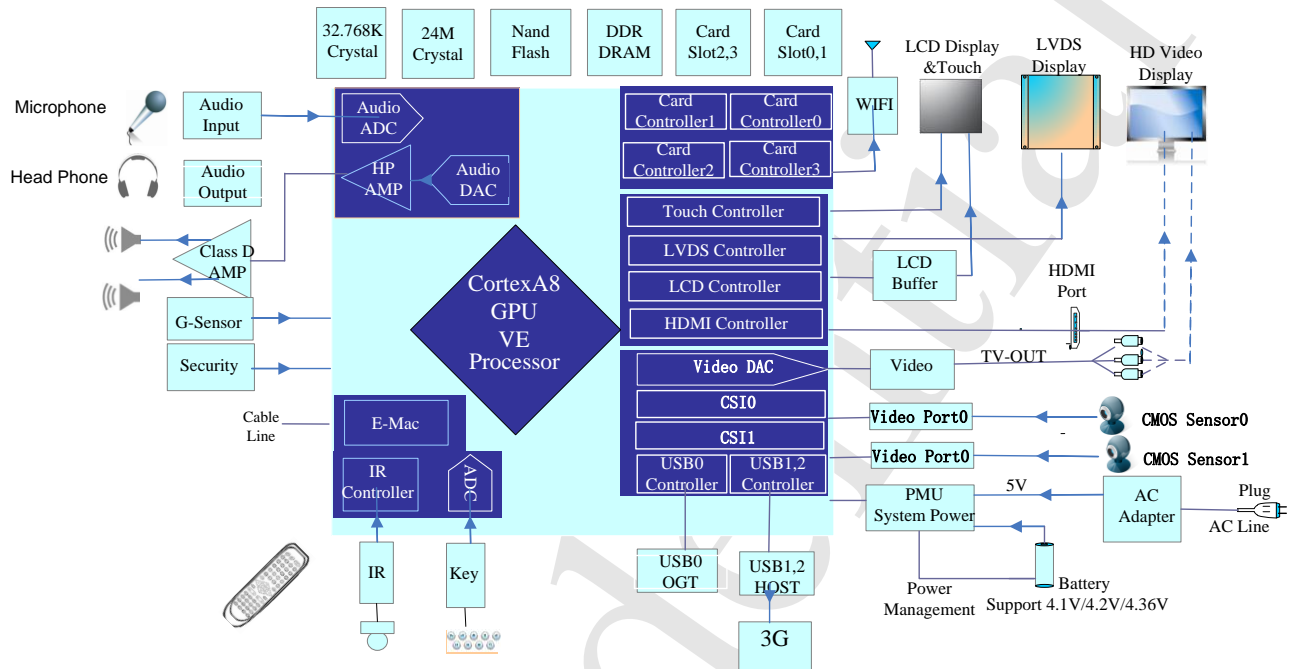 32.768K
Crystal
24M
Crystal
Nand
Flash
DDR
DRAM
Card
Slot2,3
Card
Slot0,1
LCD Display
&Touch
LVDS
Display
HD Video
Display
Microphone
Audio
Input
Audio
ADC
Card
Controller1
Card
Controller0
WIFI
Head Phone
Audio
Output
HP
AMP
Audio
DAC
Card
Controller2
Card
Controller3
Touch Controller
Class D
AMP
LVDS Controller
LCD
Buffer
HDMI
Port
LCD Controller
CortexA8
GPU
VE
Processor
G-Sensor
HDMI Controller
Security
Video DAC
Video
TV-OUT
Cable
Line
E-Mac
CSI0
Video Port0
CMOS Sensor0
CSI1
Video Port0
CMOS Sensor1
IR
Controller
ADC
USB0
Controller
USB1,2
Controller
PMU
System Power
5V
AC
Adapter
Plug
AC Line
IR
Key
USB0
OGT
USB1,2
HOST
Power
Management
Battery
Support 4.1V/4.2V/4.36V
3G